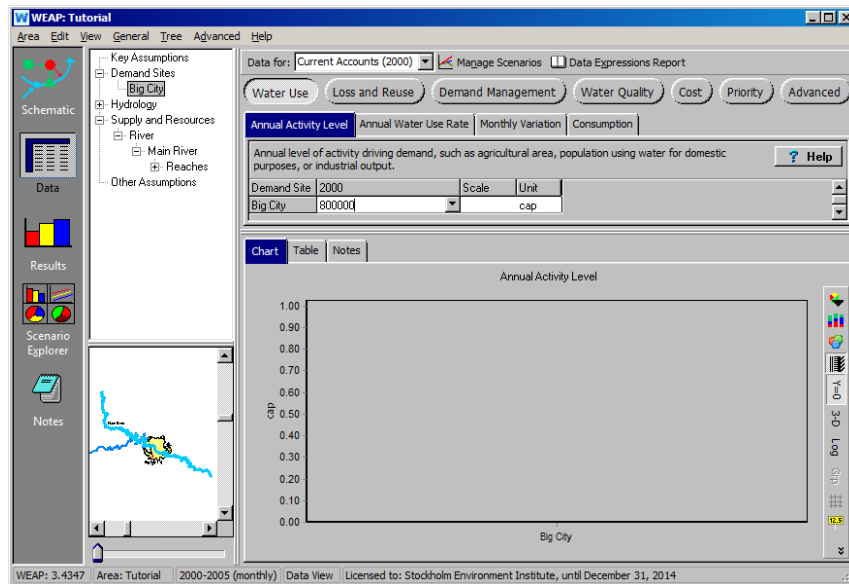 WEAP: Tutorial
Area Edit View General Tree Advanced Help
Schematic
Data
Results
Scenario
Explorer
Notes
Key Assumptions
Demand Sites
Big City
Hydrology
Supply and Resources
River
Main River
Reaches
Other Assumptions
Data for: Current Accounts (2000) Manage Scenarios Data Expressions Report
Water Use Loss and Reuse Demand Management Water Quality Cost Priority Advanced
Annual Activity Level Annual Water Use Rate Monthly Variation Consumption
Annual level of activity driving demand, such as agricultural area, population using water for domestic
purposes, or industrial output.
? Help
Demand Site 2000 Scale Unit
Big City 800000 cap
Chart Table Notes
Annual Activity Level
1.00
0.90
0.80
0.70
0.60
0.50
0.40
0.30
0.20
0.10
0.00
cap
Big City
Y=0
3-D
Log
Grp
12.5
WEAP: 3.4347 Area: Tutorial 2000-2005 (monthly) Data View Licensed to: Stockholm Environment Institute, until December 31, 2014